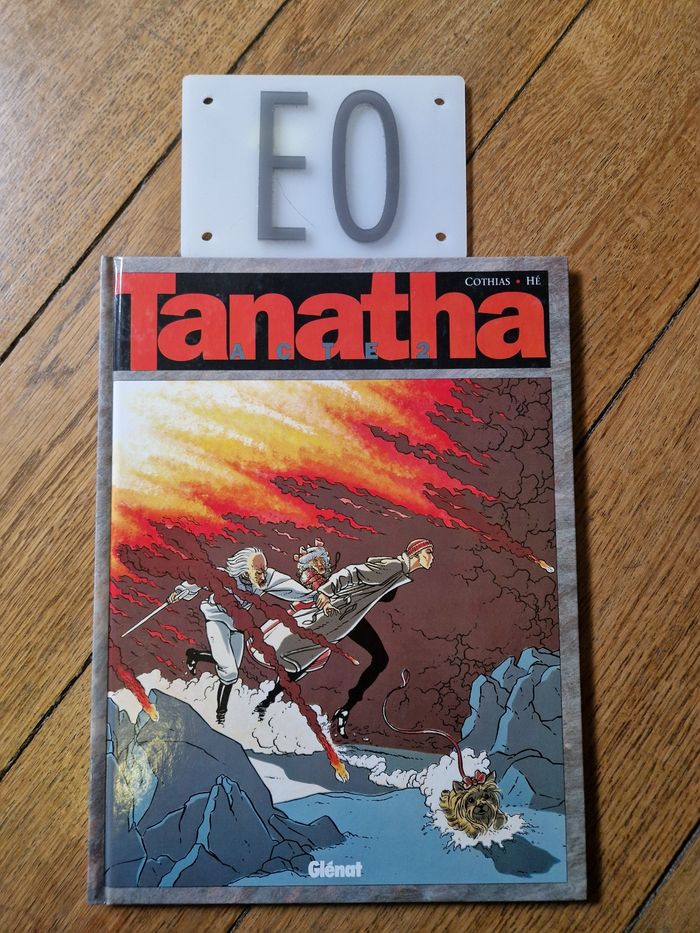 EO
COTHIAS • HÉ
Tanatha
ACTE 2
Glénat